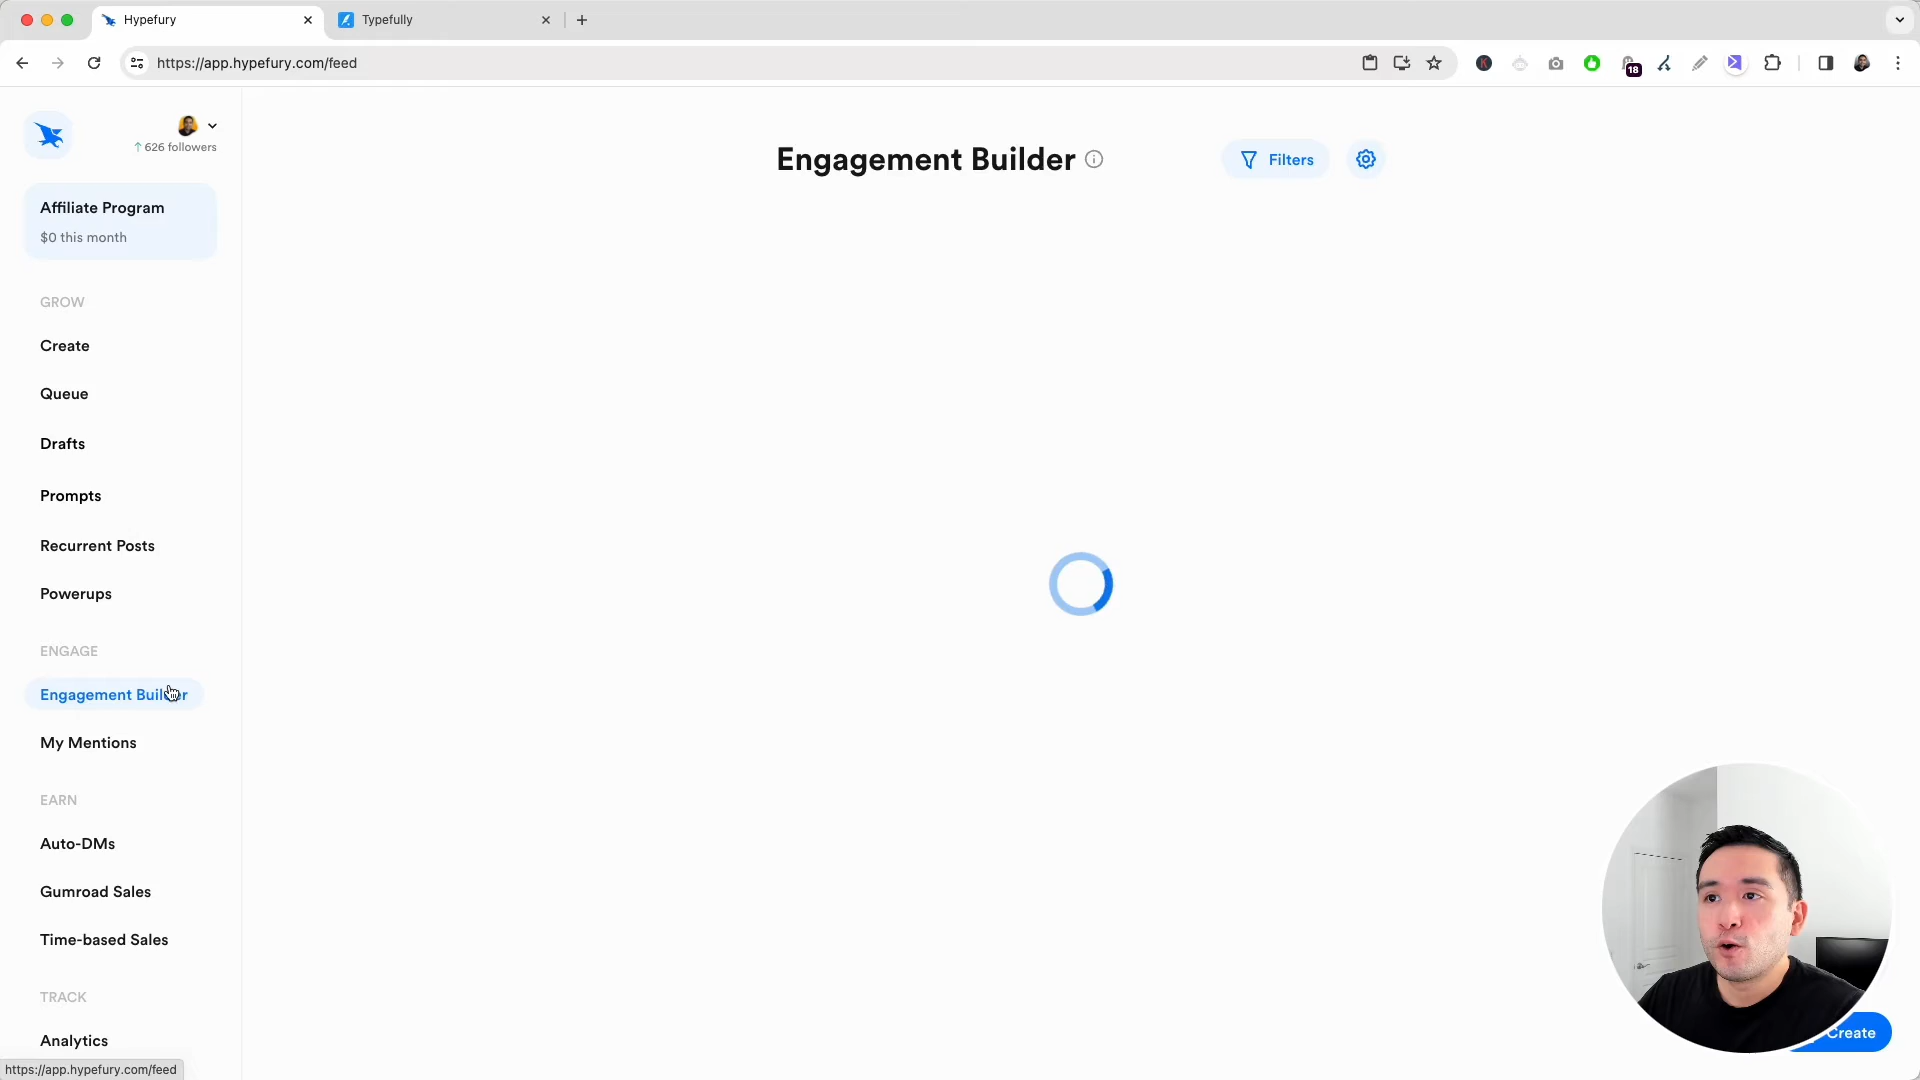 Hypefury
Typefully
https://app.hypefury.com/feed
18
626 followers
Affiliate Program
$0 this month
GROW
Create
Queue
Drafts
Prompts
Recurrent Posts
Powerups
ENGAGE
Engagement Builder
My Mentions
EARN
Auto-DMs
Gumroad Sales
Time-based Sales
TRACK
Analytics
https://app.hypefury.com/feed
Engagement Builder
Filters
Create